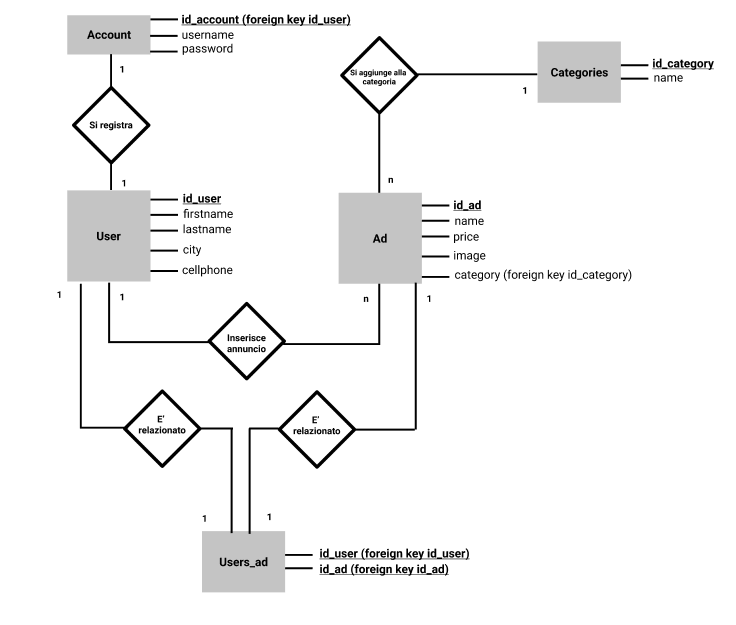 Account
id_account (foreign key id_user)
username
password
1
Si registra
1
Si aggiunge alla
categoria
1
Categories
id_category
name
n
User
id_user
firstname
lastname
city
cellphone
Ad
id_ad
name
price
image
category (foreign key id_category)
1
1
n
1
Inserisce
annuncio
E'
relazionato
E'
relazionato
1
1
Users_ad
id_user (foreign key id_user)
id_ad (foreign key id_ad)